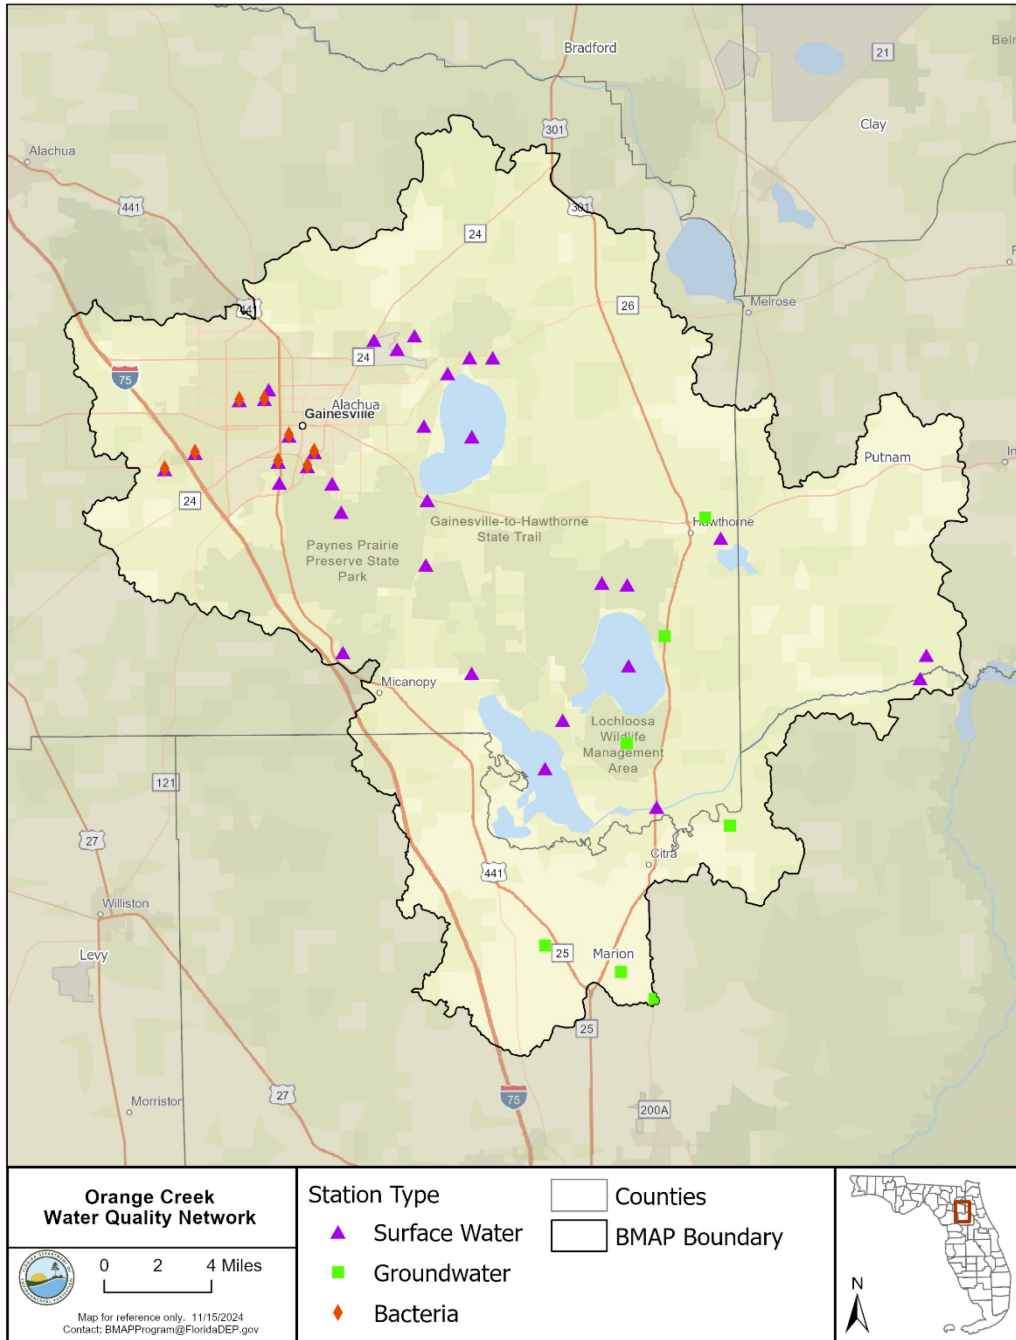 Bradford
21
Belr
Clay
301
Alachua
441
301
24
26
441
Melrose
24
75
Alachua
Gainesville
Putnam
In
24
Gainesville-to-Hawthorne
State Trail
Hawthorne
Paynes Prairie
Preserve State
Park
Micanopy
Lochloosa
Wildlife
Management
Area
121
27
Citra
441
Williston
Levy
25
Marion
25
27
75
200A
Morriston
Orange Creek
Water Quality Network
0 2 4 Miles
Map for reference only. 11/15/2024
Contact: BMAPProgram@FloridaDEP.gov
Station Type
Surface Water
Groundwater
Bacteria
Counties
BMAP Boundary
N